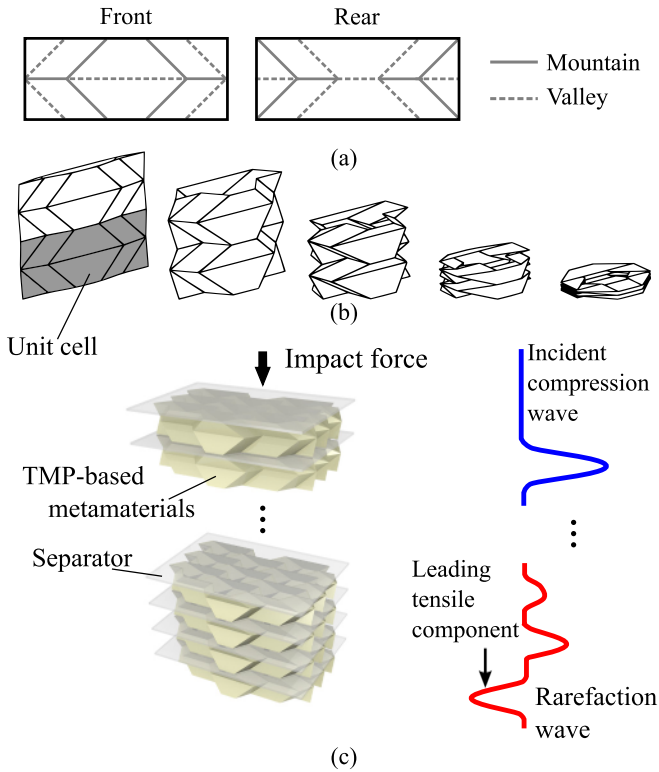 Front
Rear
Mountain
Valley
(a)
Unit cell
(b)
Impact force
Incident
compression
wave
TMP-based
metamaterials
Separator
Leading
tensile
component
Rarefaction
wave
(c)